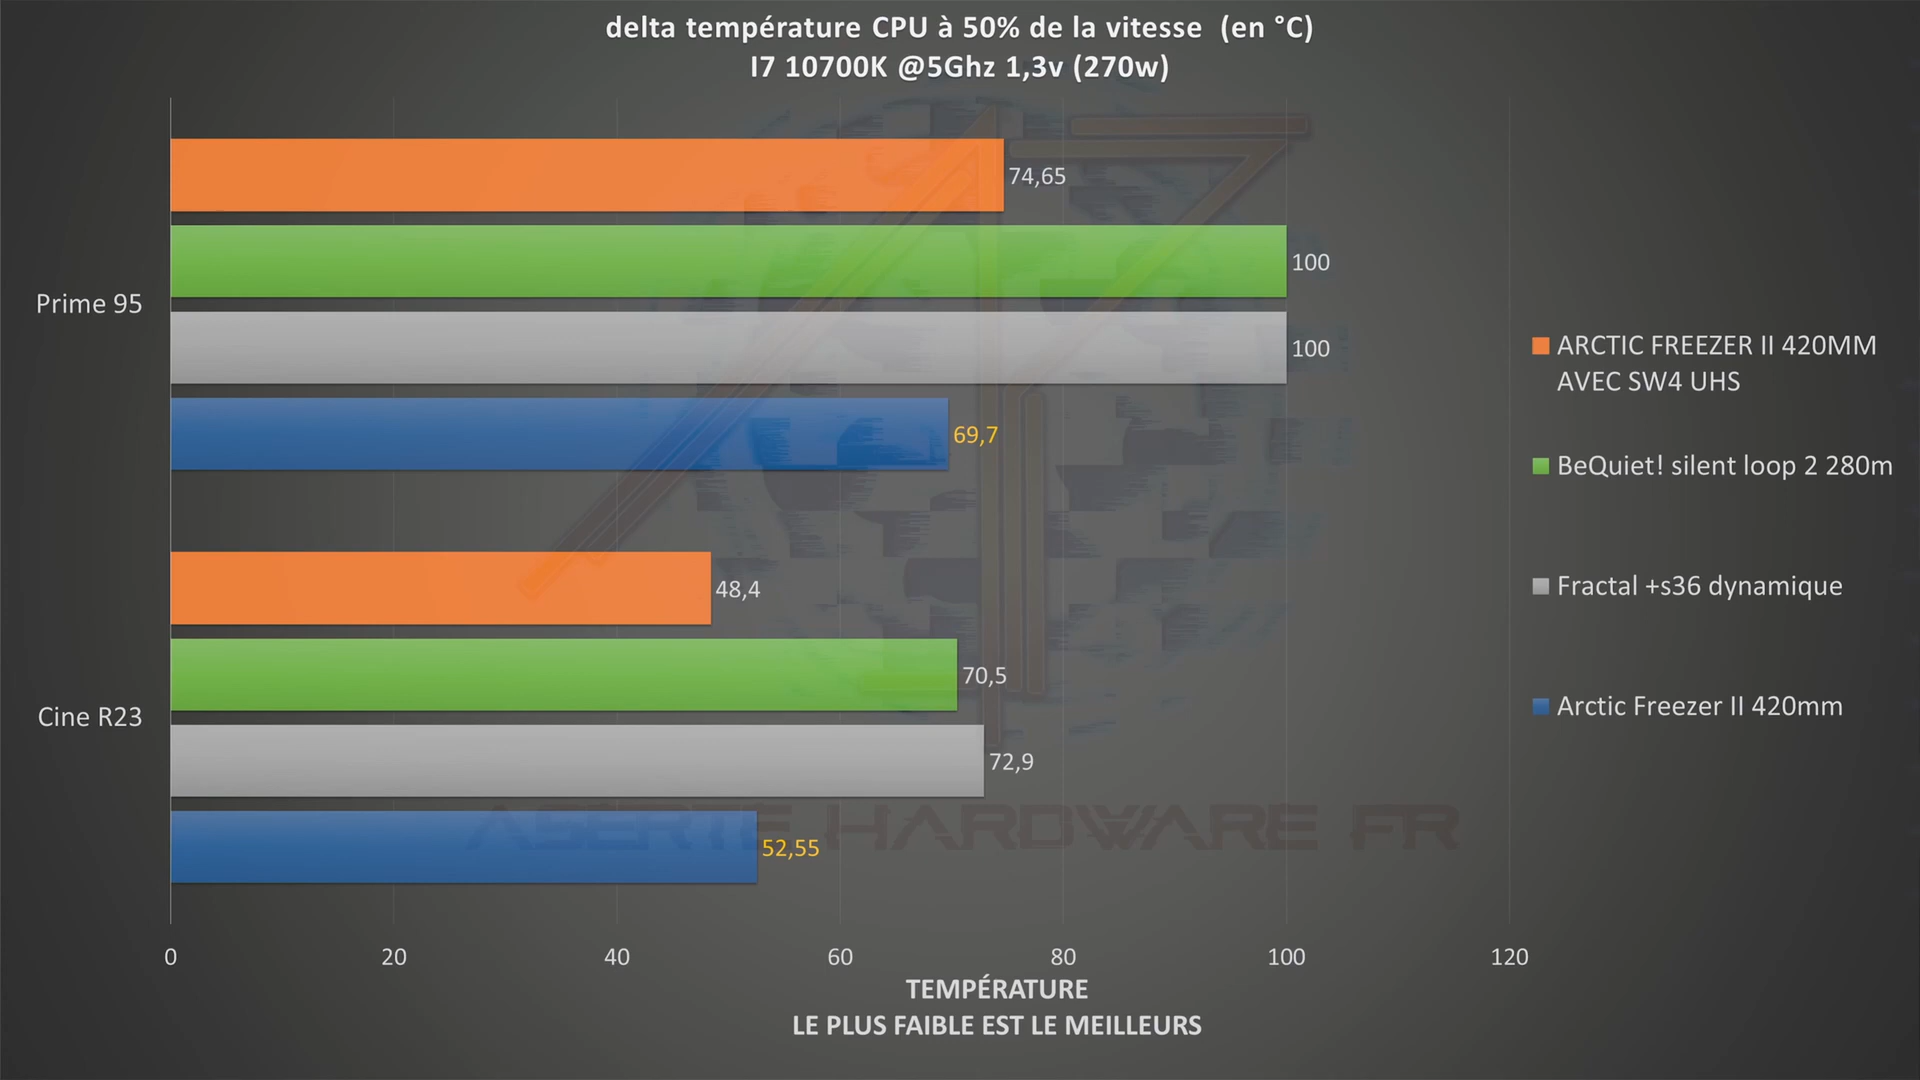 delta température CPU à 50% de la vitesse (en °C)
I7 10700K @5Ghz 1,3v (270w)
74,65
100
Prime 95
100
69,7
48,4
70,5
Cine R23
72,9
52,55
ARCTIC FREEZER II 420MM
AVEC SW4 UHS
BeQuiet! silent loop 2 280m
Fractal +s36 dynamique
Arctic Freezer II 420mm
ASERTE HARDWARE FR
0 20 40 60 80 100 120
TEMPÉRATURE
LE PLUS FAIBLE EST LE MEILLEURS